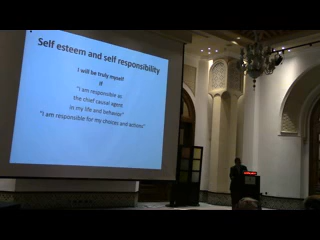 Self esteem and self responsibility
I will be truly myself
If
"I am responsible as
the chief causal agent
in my life and behavior"
"I am responsible for my choices and actions"